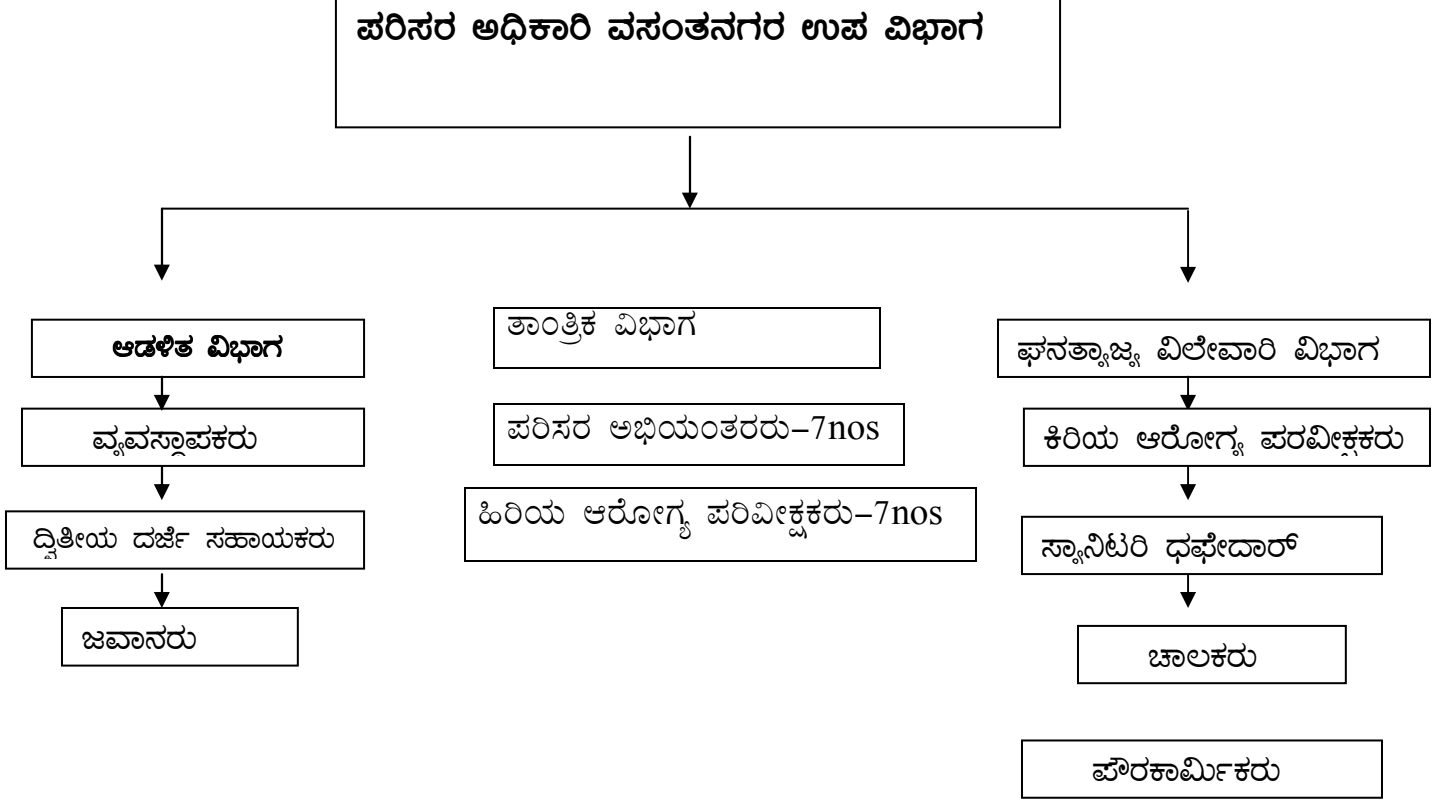 ಪರಿಸರ ಅಧಿಕಾರಿ ವಸಂತನಗರ ಉಪ ವಿಭಾಗ
ಆಡಳಿತ ವಿಭಾಗ
ವ್ಯವಸ್ಥಾಪಕರು
ದ್ವಿತೀಯ ದರ್ಜೆ ಸಹಾಯಕರು
ಜವಾನರು
ತಾಂತ್ರಿಕ ವಿಭಾಗ
ಪರಿಸರ ಅಭಿಯಂತರರು-7nos
ಹಿರಿಯ ಆರೋಗ್ಯ ಪರಿವೀಕ್ಷಕರು-7nos
ಘನತ್ಯಾಜ್ಯ ವಿಲೇವಾರಿ ವಿಭಾಗ
ಕಿರಿಯ ಆರೋಗ್ಯ ಪರವೀಕ್ಷಕರು
ಸ್ಯಾನಿಟರಿ ಧಫೇದಾರ್
ಚಾಲಕರು
ಪೌರಕಾರ್ಮಿಕರು